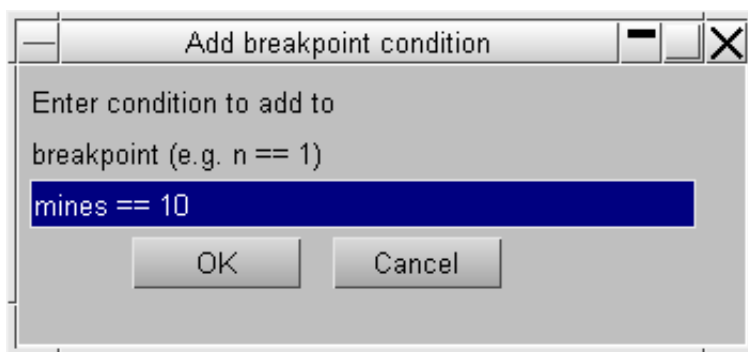 Add breakpoint condition
Enter condition to add to
breakpoint (e.g. n == 1)
mines == 10
OK Cancel